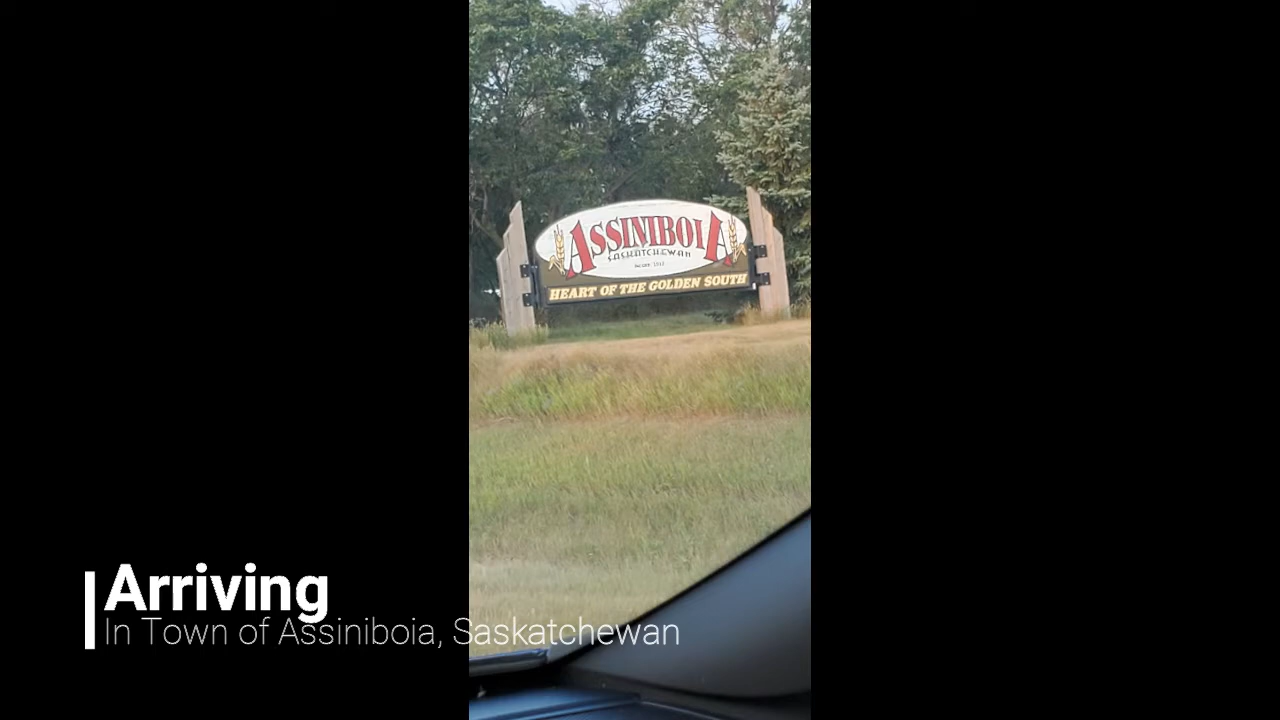 ASSINIBOIA
SASKATCHEWAN
HEART OF THE GOLDEN SOUTH
Arriving
In Town of Assiniboia, Saskatchewan